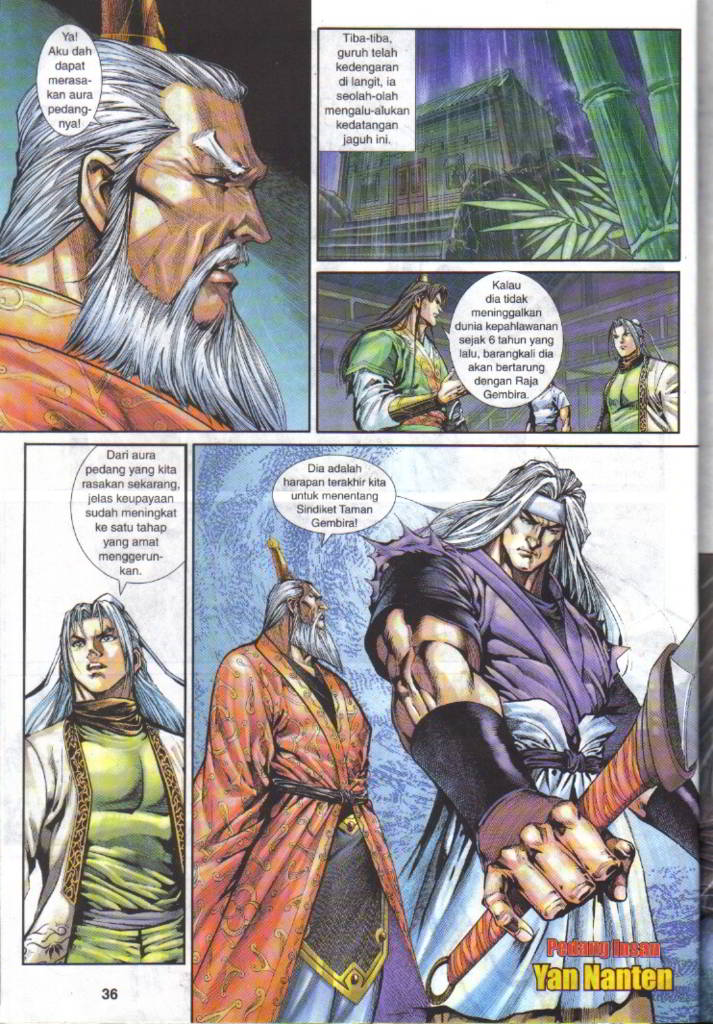 Ya!
Aku dah
dapat
merasa-
kan aura
pedang-
nya!
Tiba-tiba,
guruh telah
kedengaran
di langit, ia
seolah-olah
mengalu-alukan
kedatangan
jaguh ini.
Kalau
dia tidak
meninggalkan
dunia kepahlawanan
sejak 6 tahun yang
lalu, barangkali dia
akan bertarung
dengan Raja
Gembira.
Dari aura
pedang yang kita
rasakan sekarang,
jelas keupayaan
sudah meningkat
ke satu tahap
yang amat
menggerun-
kan.
Dia adalah
harapan terakhir kita
untuk menentang
Sindiket Taman
Gembira!
Pedang Insan
Yan Nanten
36